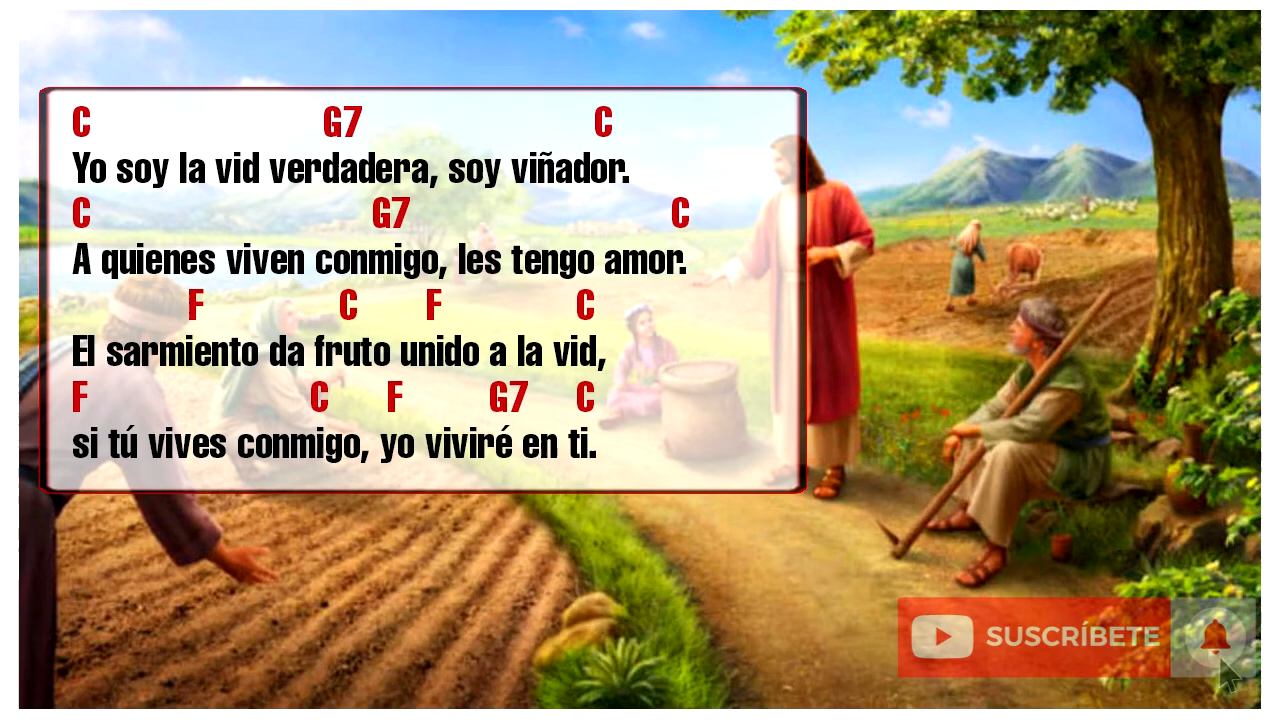 C G7 C
Yo soy la vid verdadera, soy viñador.
C G7 C
A quienes viven conmigo, les tengo amor.
F C F C
El sarmiento da fruto unido a la vid,
F C F G7 C
si tú vives conmigo, yo viviré en ti.
SUSCRÍBETE